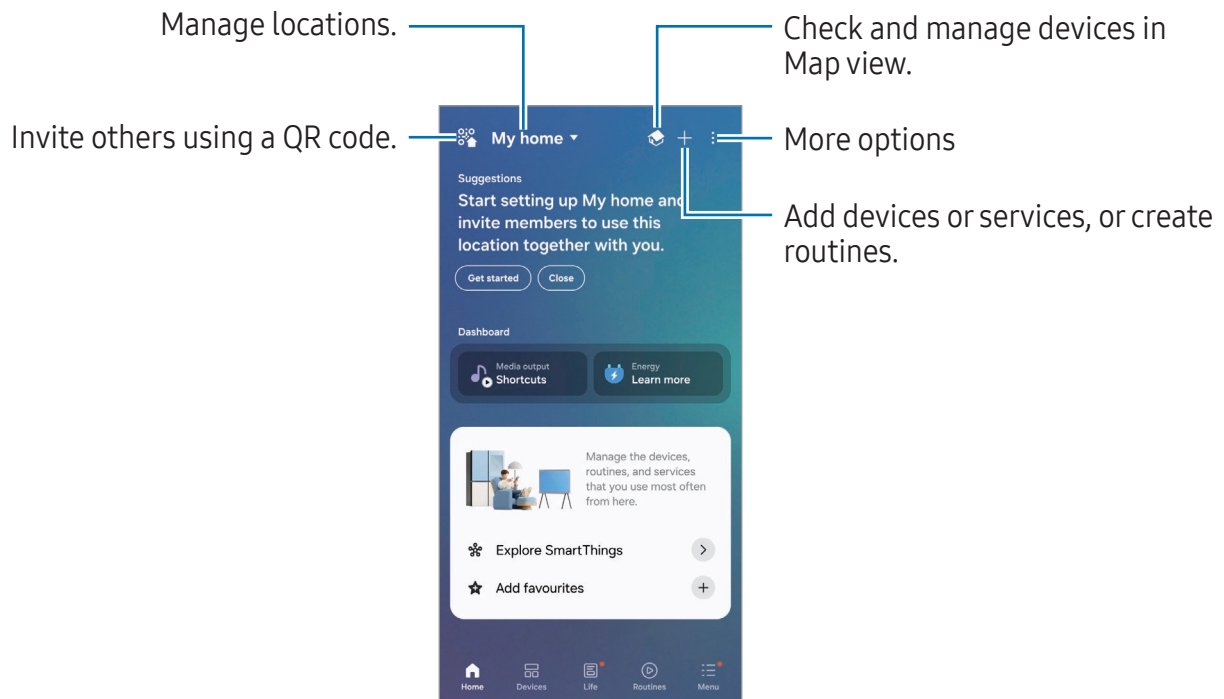 Manage locations.
Check and manage devices in
Map view.
Invite others using a QR code.
My home
More options
Add devices or services, or create
routines.
Suggestions
Start setting up My home and
invite members to use this
location together with you.
Get started
Close
Dashboard
Media output
Shortcuts
Energy
Learn more
Manage the devices,
routines, and services
that you use most often
from here.
Explore SmartThings
Add favourites
Home
Devices
Life
Routines
Menu